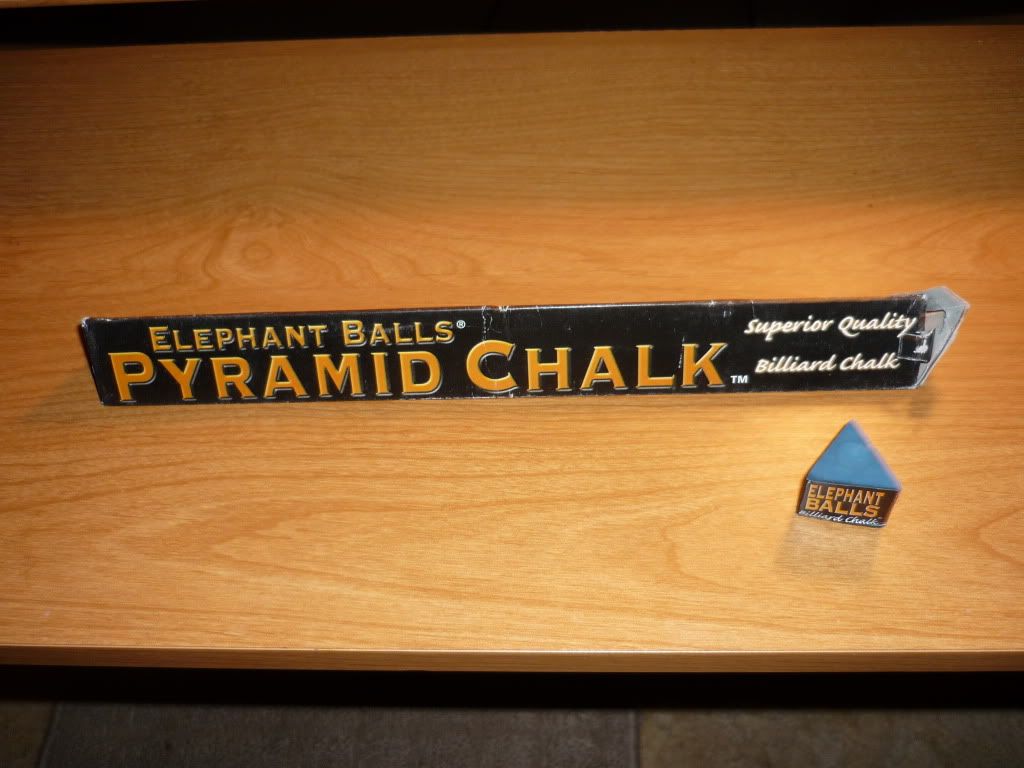 ELEPHANT BALLS®
PYRAMID CHALK™
Superior Quality
Billiard Chalk
ELEPHANT
BALLS
Billiard Chalk